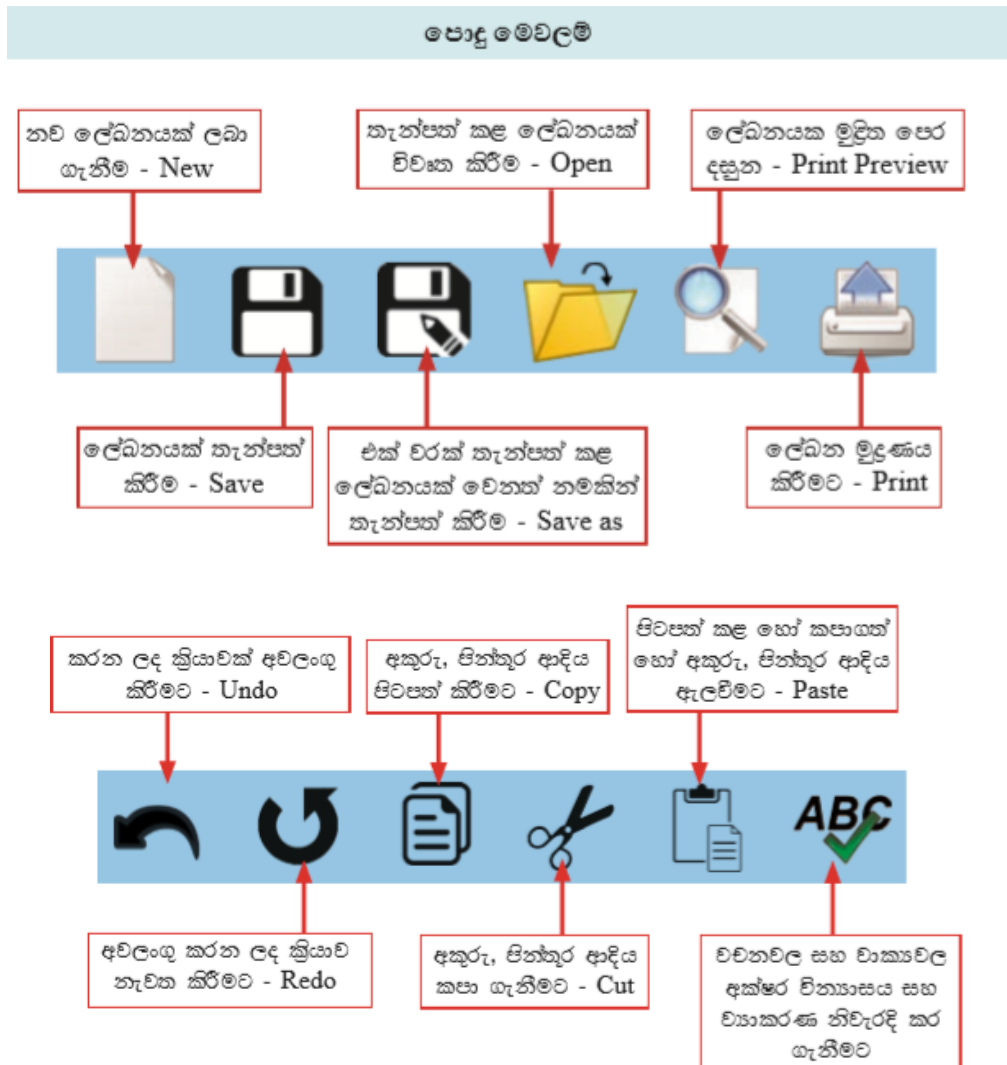 පොදු මෙවලම්
නව ලේඛනයක් ලබා
ගැනීම - New
තැන්පත් කළ ලේඛනයක්
විවෘත කිරීම - Open
ලේඛනයක මුද්‍රිත පෙර
දසුන - Print Preview
ලේඛනයක් තැන්පත්
කිරීම - Save
එක් වරක් තැන්පත් කළ
ලේඛනයක් වෙනත් නමකින්
තැන්පත් කිරීම - Save as
ලේඛන මුද්‍රණය
කිරීමට - Print
කරන ලද ක්‍රියාවක් අවලංගු
කිරීමට - Undo
අකුරු, පින්තූර ආදිය
පිටපත් කිරීමට - Copy
පිටපත් කළ හෝ කපාගත්
හෝ අකුරු, පින්තූර ආදිය
ඇලවීමට - Paste
ABC
අවලංගු කරන ලද ක්‍රියාව
නැවත කිරීමට - Redo
අකුරු, පින්තූර ආදිය
කපා ගැනීමට - Cut
වචනවල සහ වාක්‍යවල
අක්ෂර වින්‍යාසය සහ
ව්‍යාකරණ නිවැරදි කර
ගැනීමට